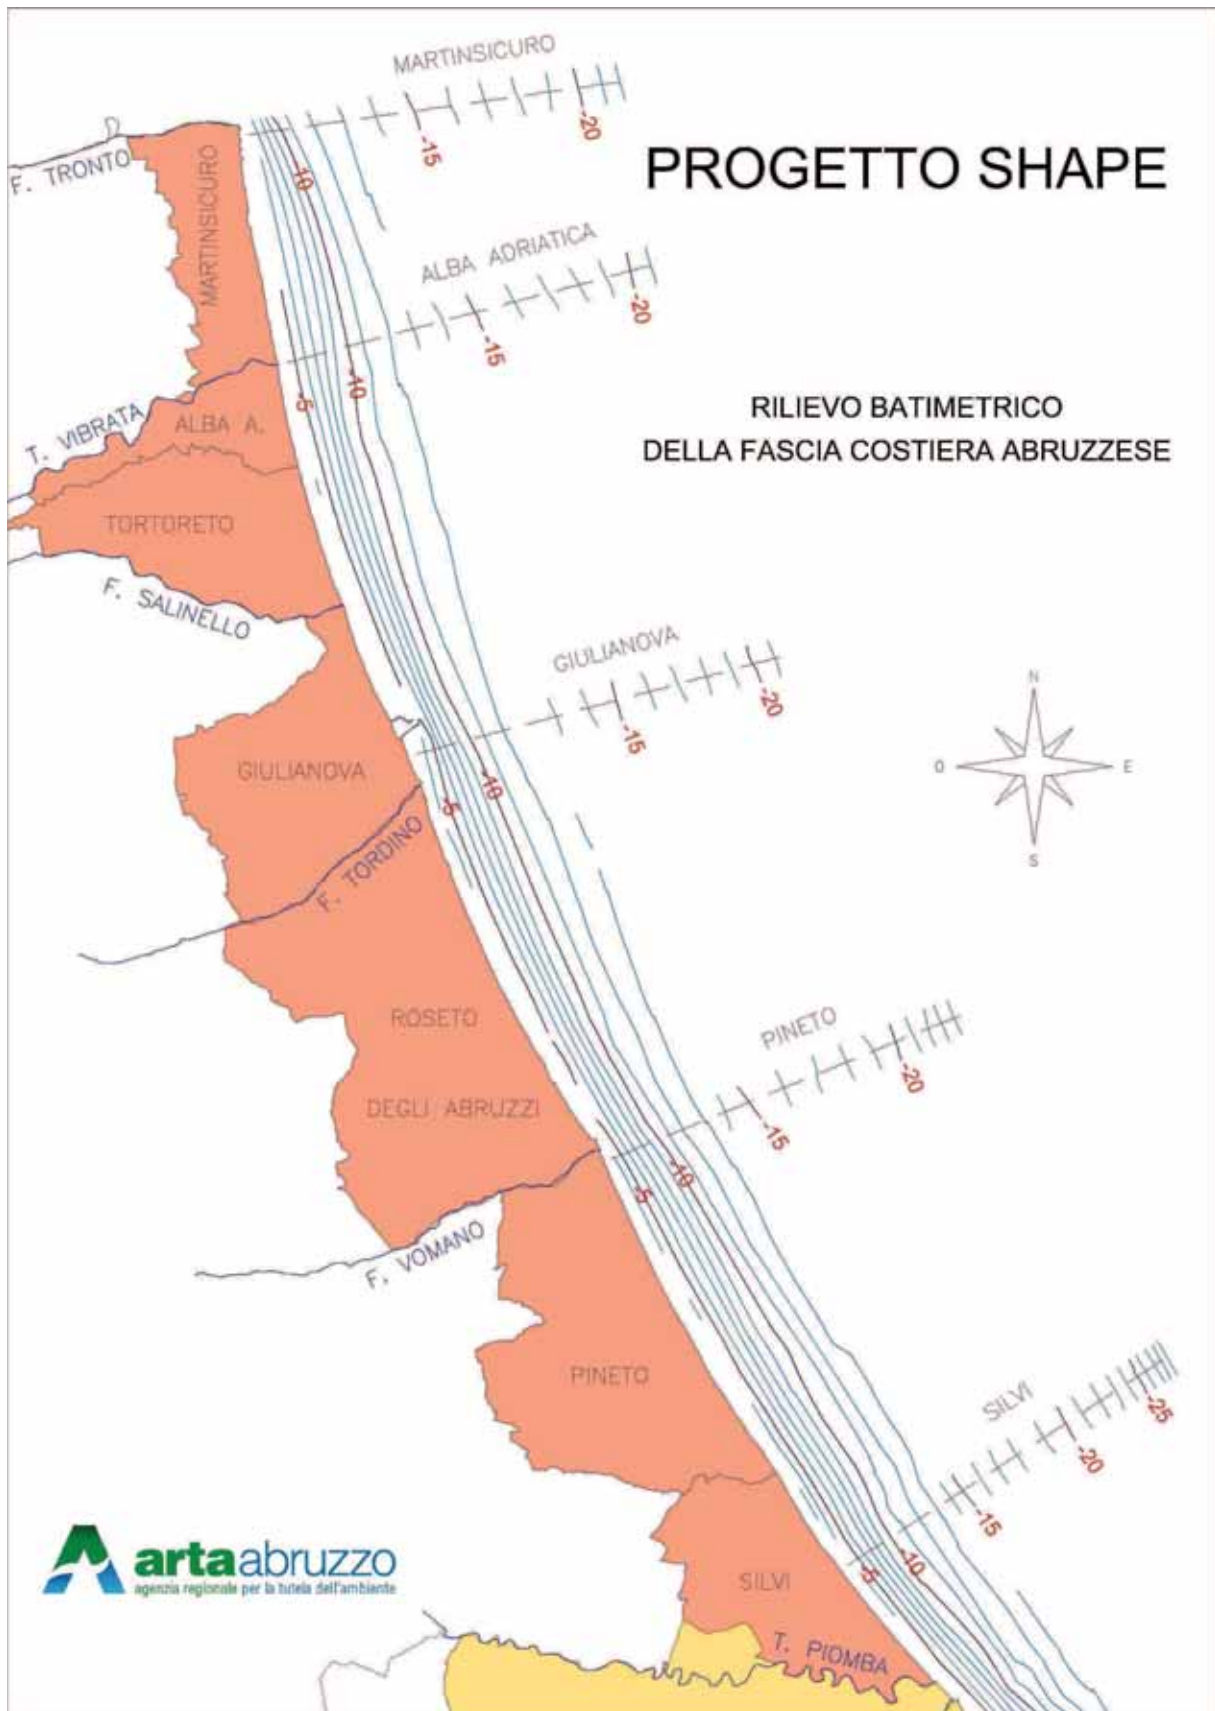 MARTINSICURO
-15
-20
PROGETTO SHAPE
F. TRONTO
MARTINSICURO
-10
ALBA ADRIATICA
-15
-20
RILIEVO BATIMETRICO
DELLA FASCIA COSTIERA ABRUZZESE
-10
-5
T. VIBRATA
ALBA A.
TORTORETO
F. SALINELLO
GIULIANOVA
-15
-20
N
O
E
S
GIULIANOVA
-10
-5
F. TORDINO
ROSETO
DEGLI ABRUZZI
PINETO
-15
-20
-10
-5
F. VOMANO
PINETO
SILVI
-15
-20
-25
-10
-5
SILVI
T. PIOMBA
artaabruzzo
agenzia regionale per la tutela dell'ambiente